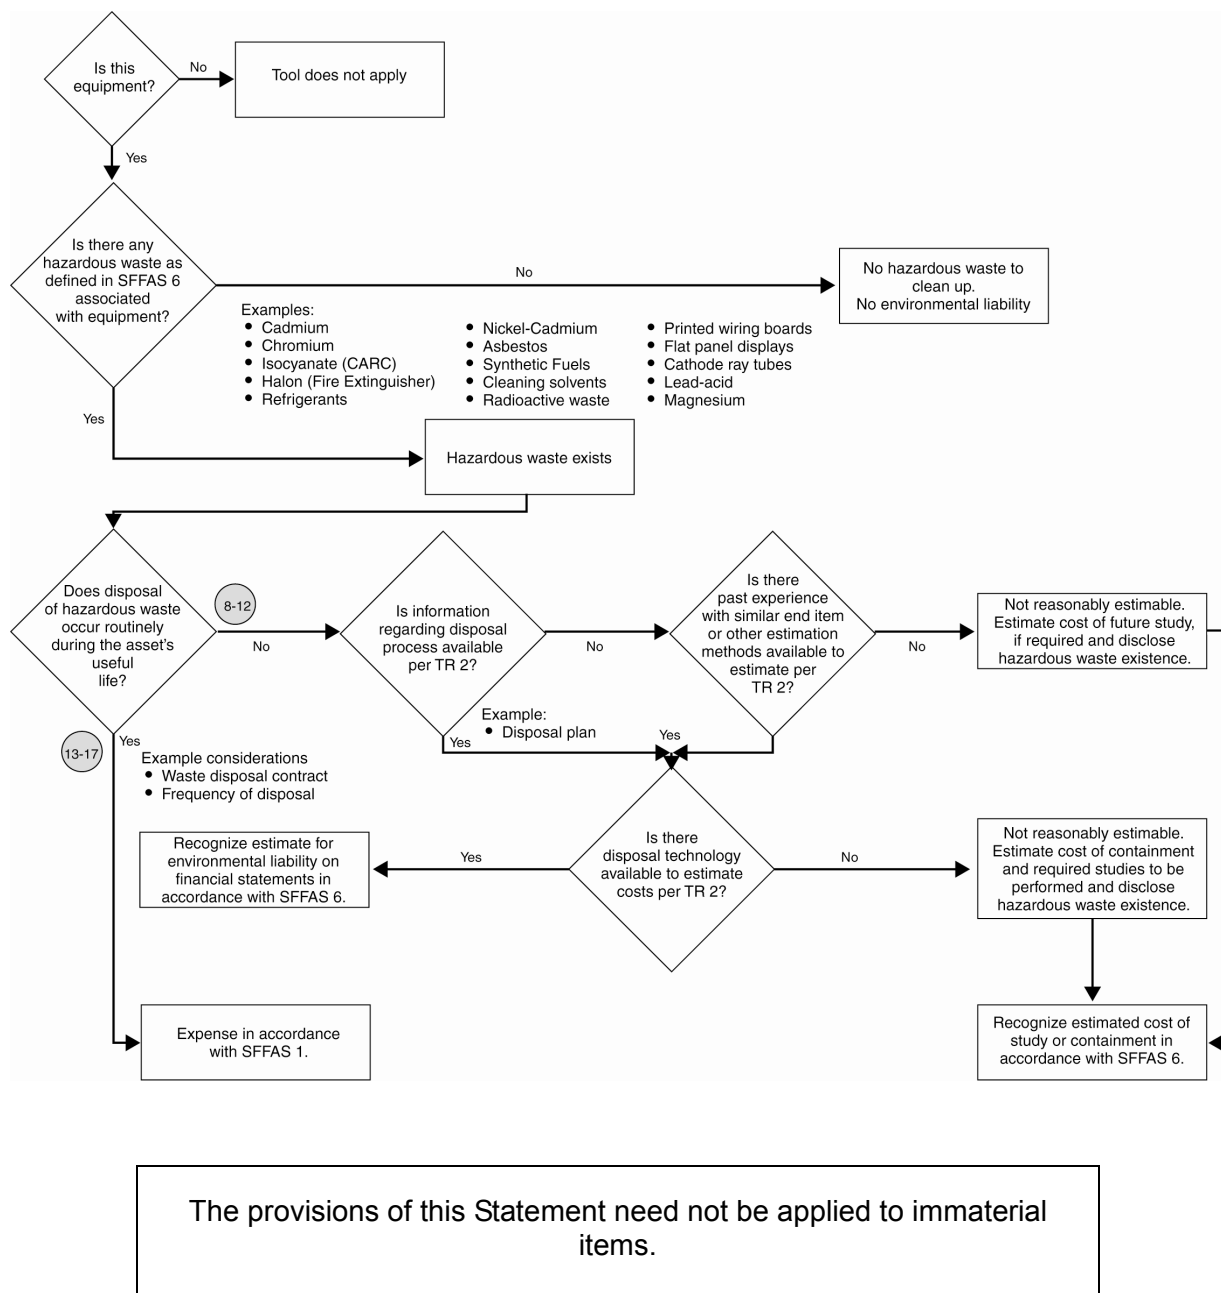 Is this
equipment?
No
Tool does not apply
Yes
Is there any
hazardous waste as
defined in SFFAS 6
associated
with equipment?
No
No hazardous waste to
clean up.
No environmental liability
Examples:
• Cadmium
• Chromium
• Isocyanate (CARC)
• Halon (Fire Extinguisher)
• Refrigerants
• Nickel-Cadmium
• Asbestos
• Synthetic Fuels
• Cleaning solvents
• Radioactive waste
• Printed wiring boards
• Flat panel displays
• Cathode ray tubes
• Lead-acid
• Magnesium
Yes
Hazardous waste exists
Does disposal
of hazardous waste
occur routinely
during the asset's
useful
life?
8-12
No
Is information
regarding disposal
process available
per TR 2?
No
Is there
past experience
with similar end item
or other estimation
methods available to
estimate per
TR 2?
No
Not reasonably estimable.
Estimate cost of future study,
if required and disclose
hazardous waste existence.
Example:
• Disposal plan
Yes
Yes
13-17
Yes
Example considerations
• Waste disposal contract
• Frequency of disposal
Recognize estimate for
environmental liability on
financial statements in
accordance with SFFAS 6.
Yes
Is there
disposal technology
available to estimate
costs per TR 2?
No
Not reasonably estimable.
Estimate cost of containment
and required studies to be
performed and disclose
hazardous waste existence.
Expense in accordance
with SFFAS 1.
Recognize estimated cost of
study or containment in
accordance with SFFAS 6.
The provisions of this Statement need not be applied to immaterial
items.